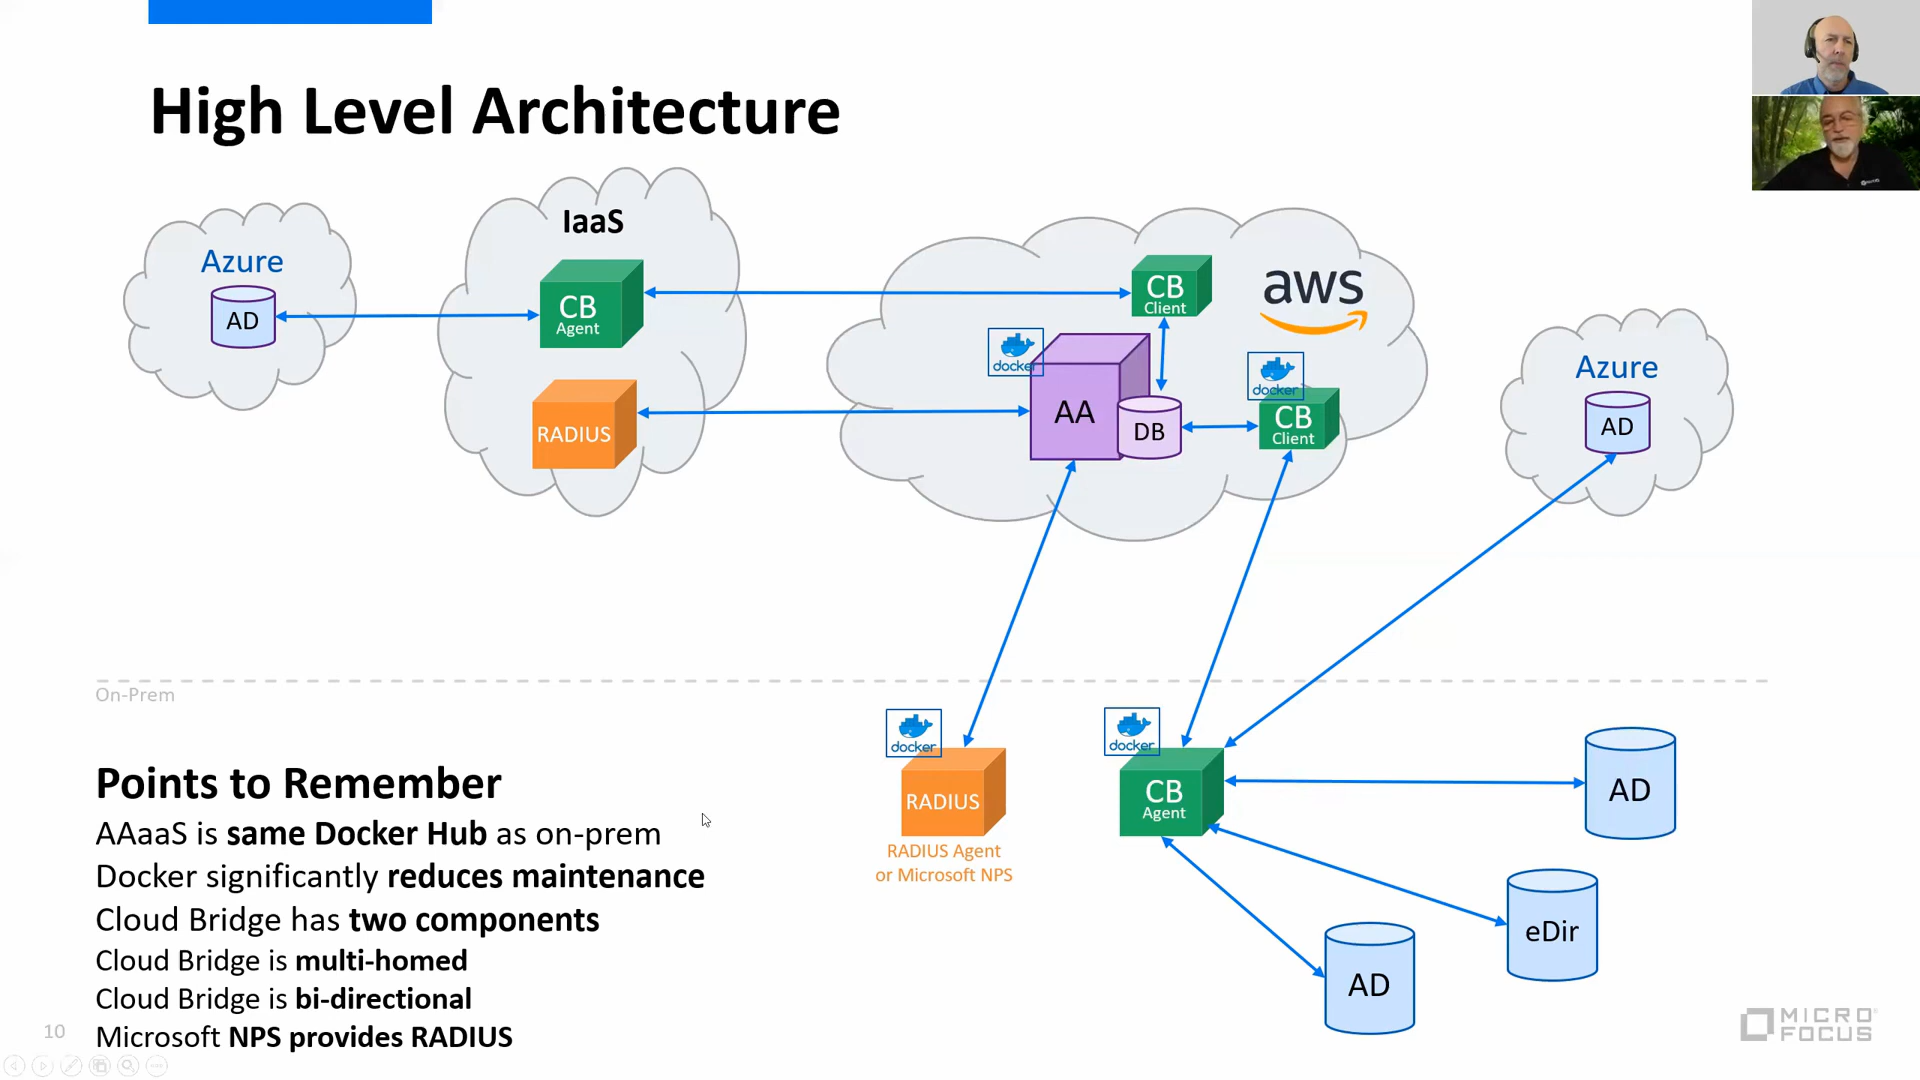 High Level Architecture
Azure
AD
IaaS
CB
Agent
RADIUS
CB
Client
aws
docker
AA
DB
docker
CB
Client
Azure
AD
On-Prem
docker
RADIUS
RADIUS Agent
or Microsoft NPS
docker
CB
Agent
AD
eDir
AD
Points to Remember
AAaaS is same Docker Hub as on-prem
Docker significantly reduces maintenance
Cloud Bridge has two components
Cloud Bridge is multi-homed
Cloud Bridge is bi-directional
Microsoft NPS provides RADIUS
10
MICRO
FOCUS